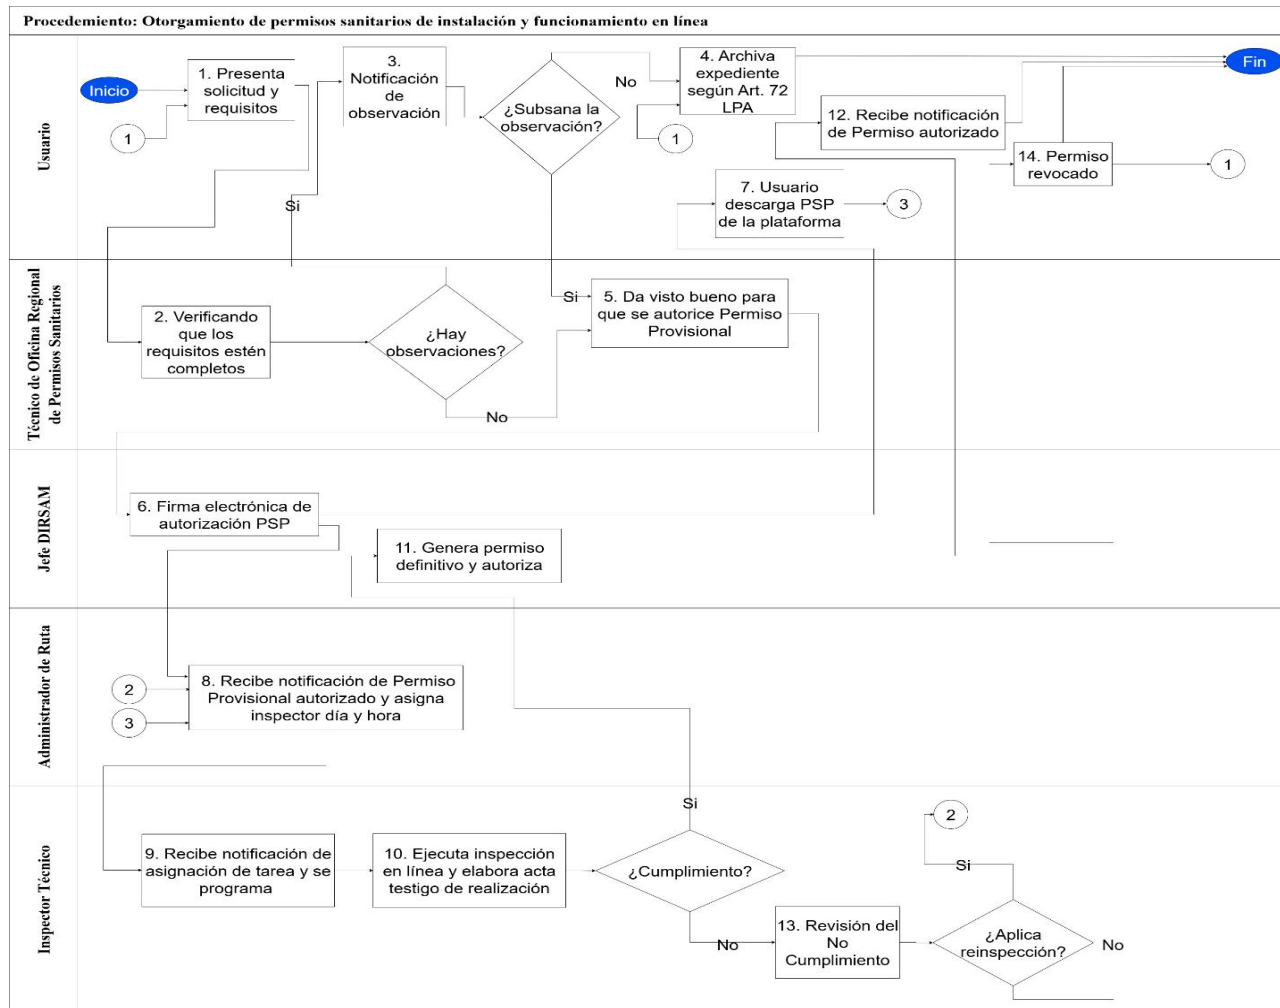 Procedemiento: Otorgamiento de permisos sanitarios de instalación y funcionamiento en línea
Usuario
Inicio
1
1. Presenta
solicitud y
requisitos
Si
3.
Notificación
de
observación
¿Subsana la
observación?
No
4. Archiva
expediente
según Art. 72
LPA
1
12. Recibe notificación
de Permiso autorizado
Fin
14. Permiso
revocado
1
7. Usuario
descarga PSP
de la plataforma
3
Técnico de Oficina Regional
de Permisos Sanitarios
2. Verificando
que los
requisitos estén
completos
¿Hay
observaciones?
No
Si
5. Da visto bueno para
que se autorice Permiso
Provisional
Jefe DIRSAM
6. Firma electrónica de
autorización PSP
11. Genera permiso
definitivo y autoriza
Administrador de Ruta
2
3
8. Recibe notificación de Permiso
Provisional autorizado y asigna
inspector día y hora
Inspector Técnico
9. Recibe notificación de
asignación de tarea y se
programa
10. Ejecuta inspección
en línea y elabora acta
testigo de realización
Si
¿Cumplimiento?
No
13. Revisión del
No
Cumplimiento
2
Si
¿Aplica
reinspección?
No